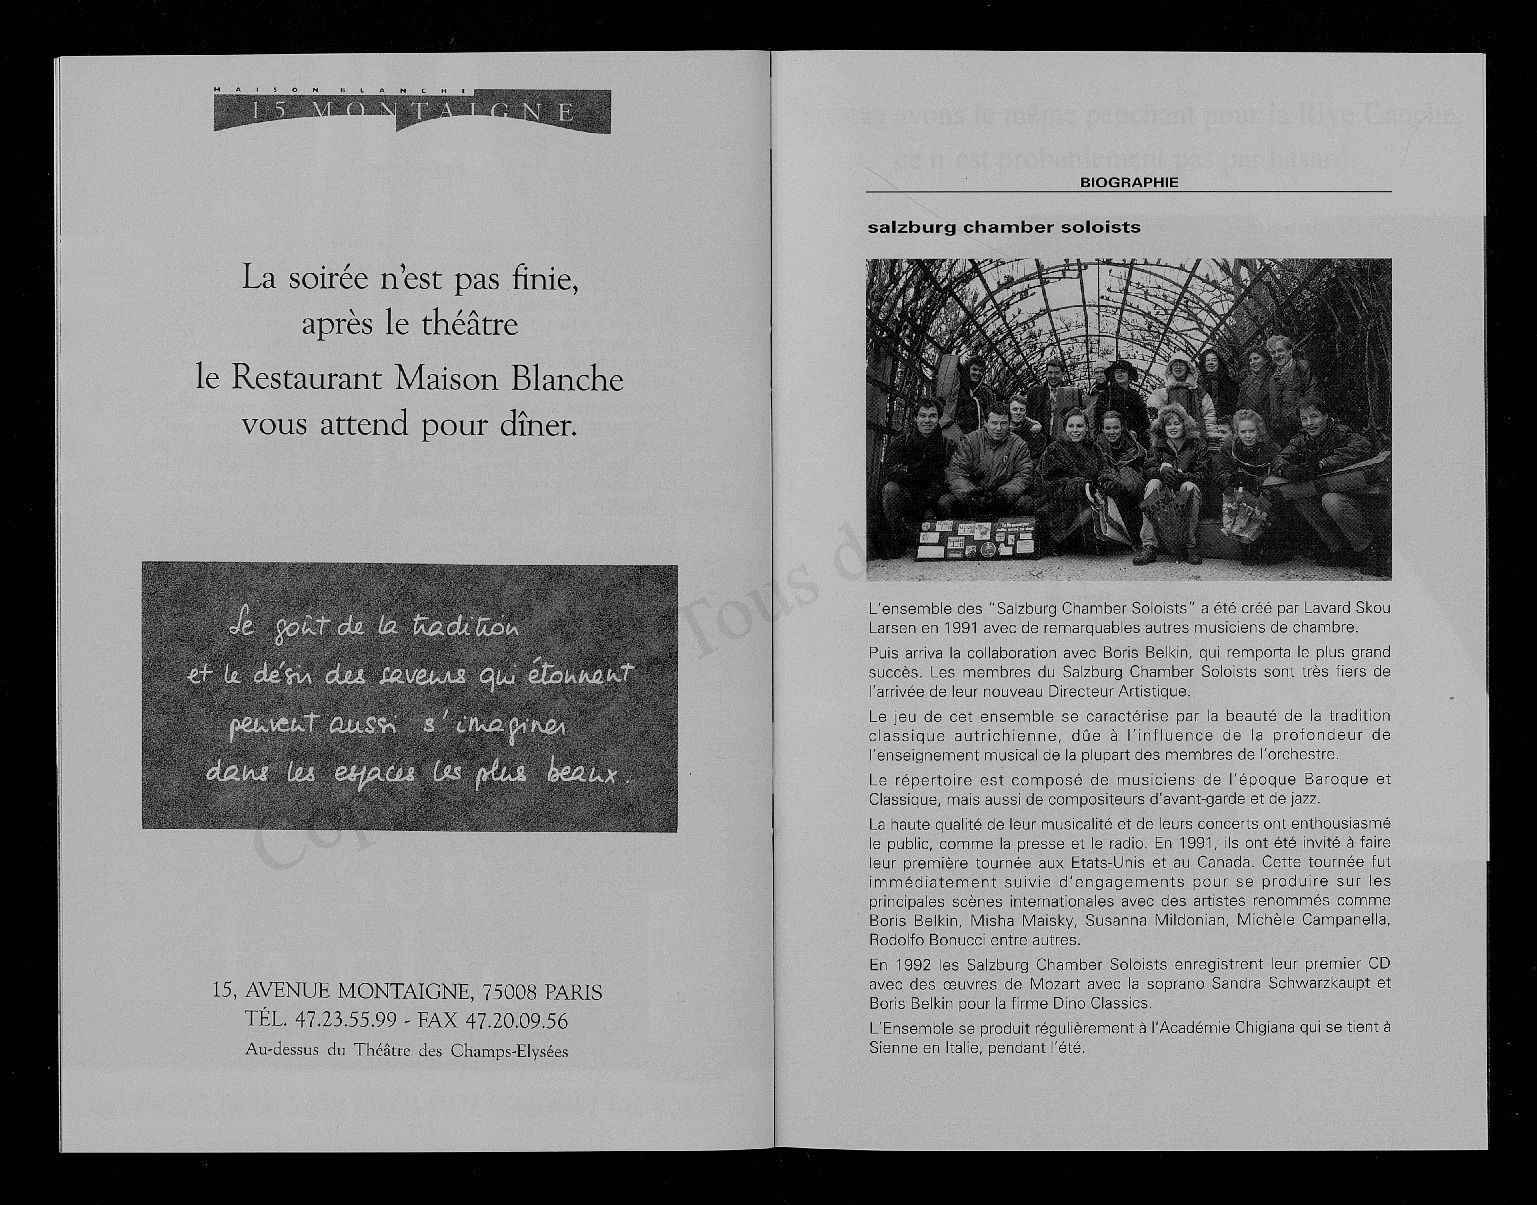 MAISON BLANCHE
15 MONTAIGNE
La soirée n'est pas finie,
après le théâtre
le Restaurant Maison Blanche
vous attend pour dîner.
Le goût de la tradition
et le désir des saveurs qui étonnent
peuvent aussi s'imaginer
dans les espaces les plus beaux.
15, AVENUE MONTAIGNE, 75008 PARIS
TÉL. 47.23.55.99 - FAX 47.20.09.56
Au-dessus du Théâtre des Champs-Elysées
BIOGRAPHIE
salzburg chamber soloists
L'ensemble des "Salzburg Chamber Soloists" a été créé par Lavard Skou
Larsen en 1991 avec de remarquables autres musiciens de chambre.
Puis arriva la collaboration avec Boris Belkin, qui remporta le plus grand
succès. Les membres du Salzburg Chamber Soloists sont très fiers de
l'arrivée de leur nouveau Directeur Artistique.
Le jeu de cet ensemble se caractérise par la beauté de la tradition
classique autrichienne, dûe à l'influence de la profondeur de
l'enseignement musical de la plupart des membres de l'orchestre.
Le répertoire est composé de musiciens de l'époque Baroque et
Classique, mais aussi de compositeurs d'avant-garde et de jazz.
La haute qualité de leur musicalité et de leurs concerts ont enthousiasmé
le public, comme la presse et le radio. En 1991, ils ont été invité à faire
leur première tournée aux Etats-Unis et au Canada. Cette tournée fut
immédiatement suivie d'engagements pour se produire sur les
principales scènes internationales avec des artistes renommés comme
Boris Belkin, Misha Maisky, Susanna Mildonian, Michèle Campanella,
Rodolfo Bonucci entre autres.
En 1992 les Salzburg Chamber Soloists enregistrent leur premier CD
avec des œuvres de Mozart avec la soprano Sandra Schwarzkaupt et
Boris Belkin pour la firme Dino Classics.
L'Ensemble se produit régulièrement à l'Académie Chigiana qui se tient à
Sienne en Italie, pendant l'été.